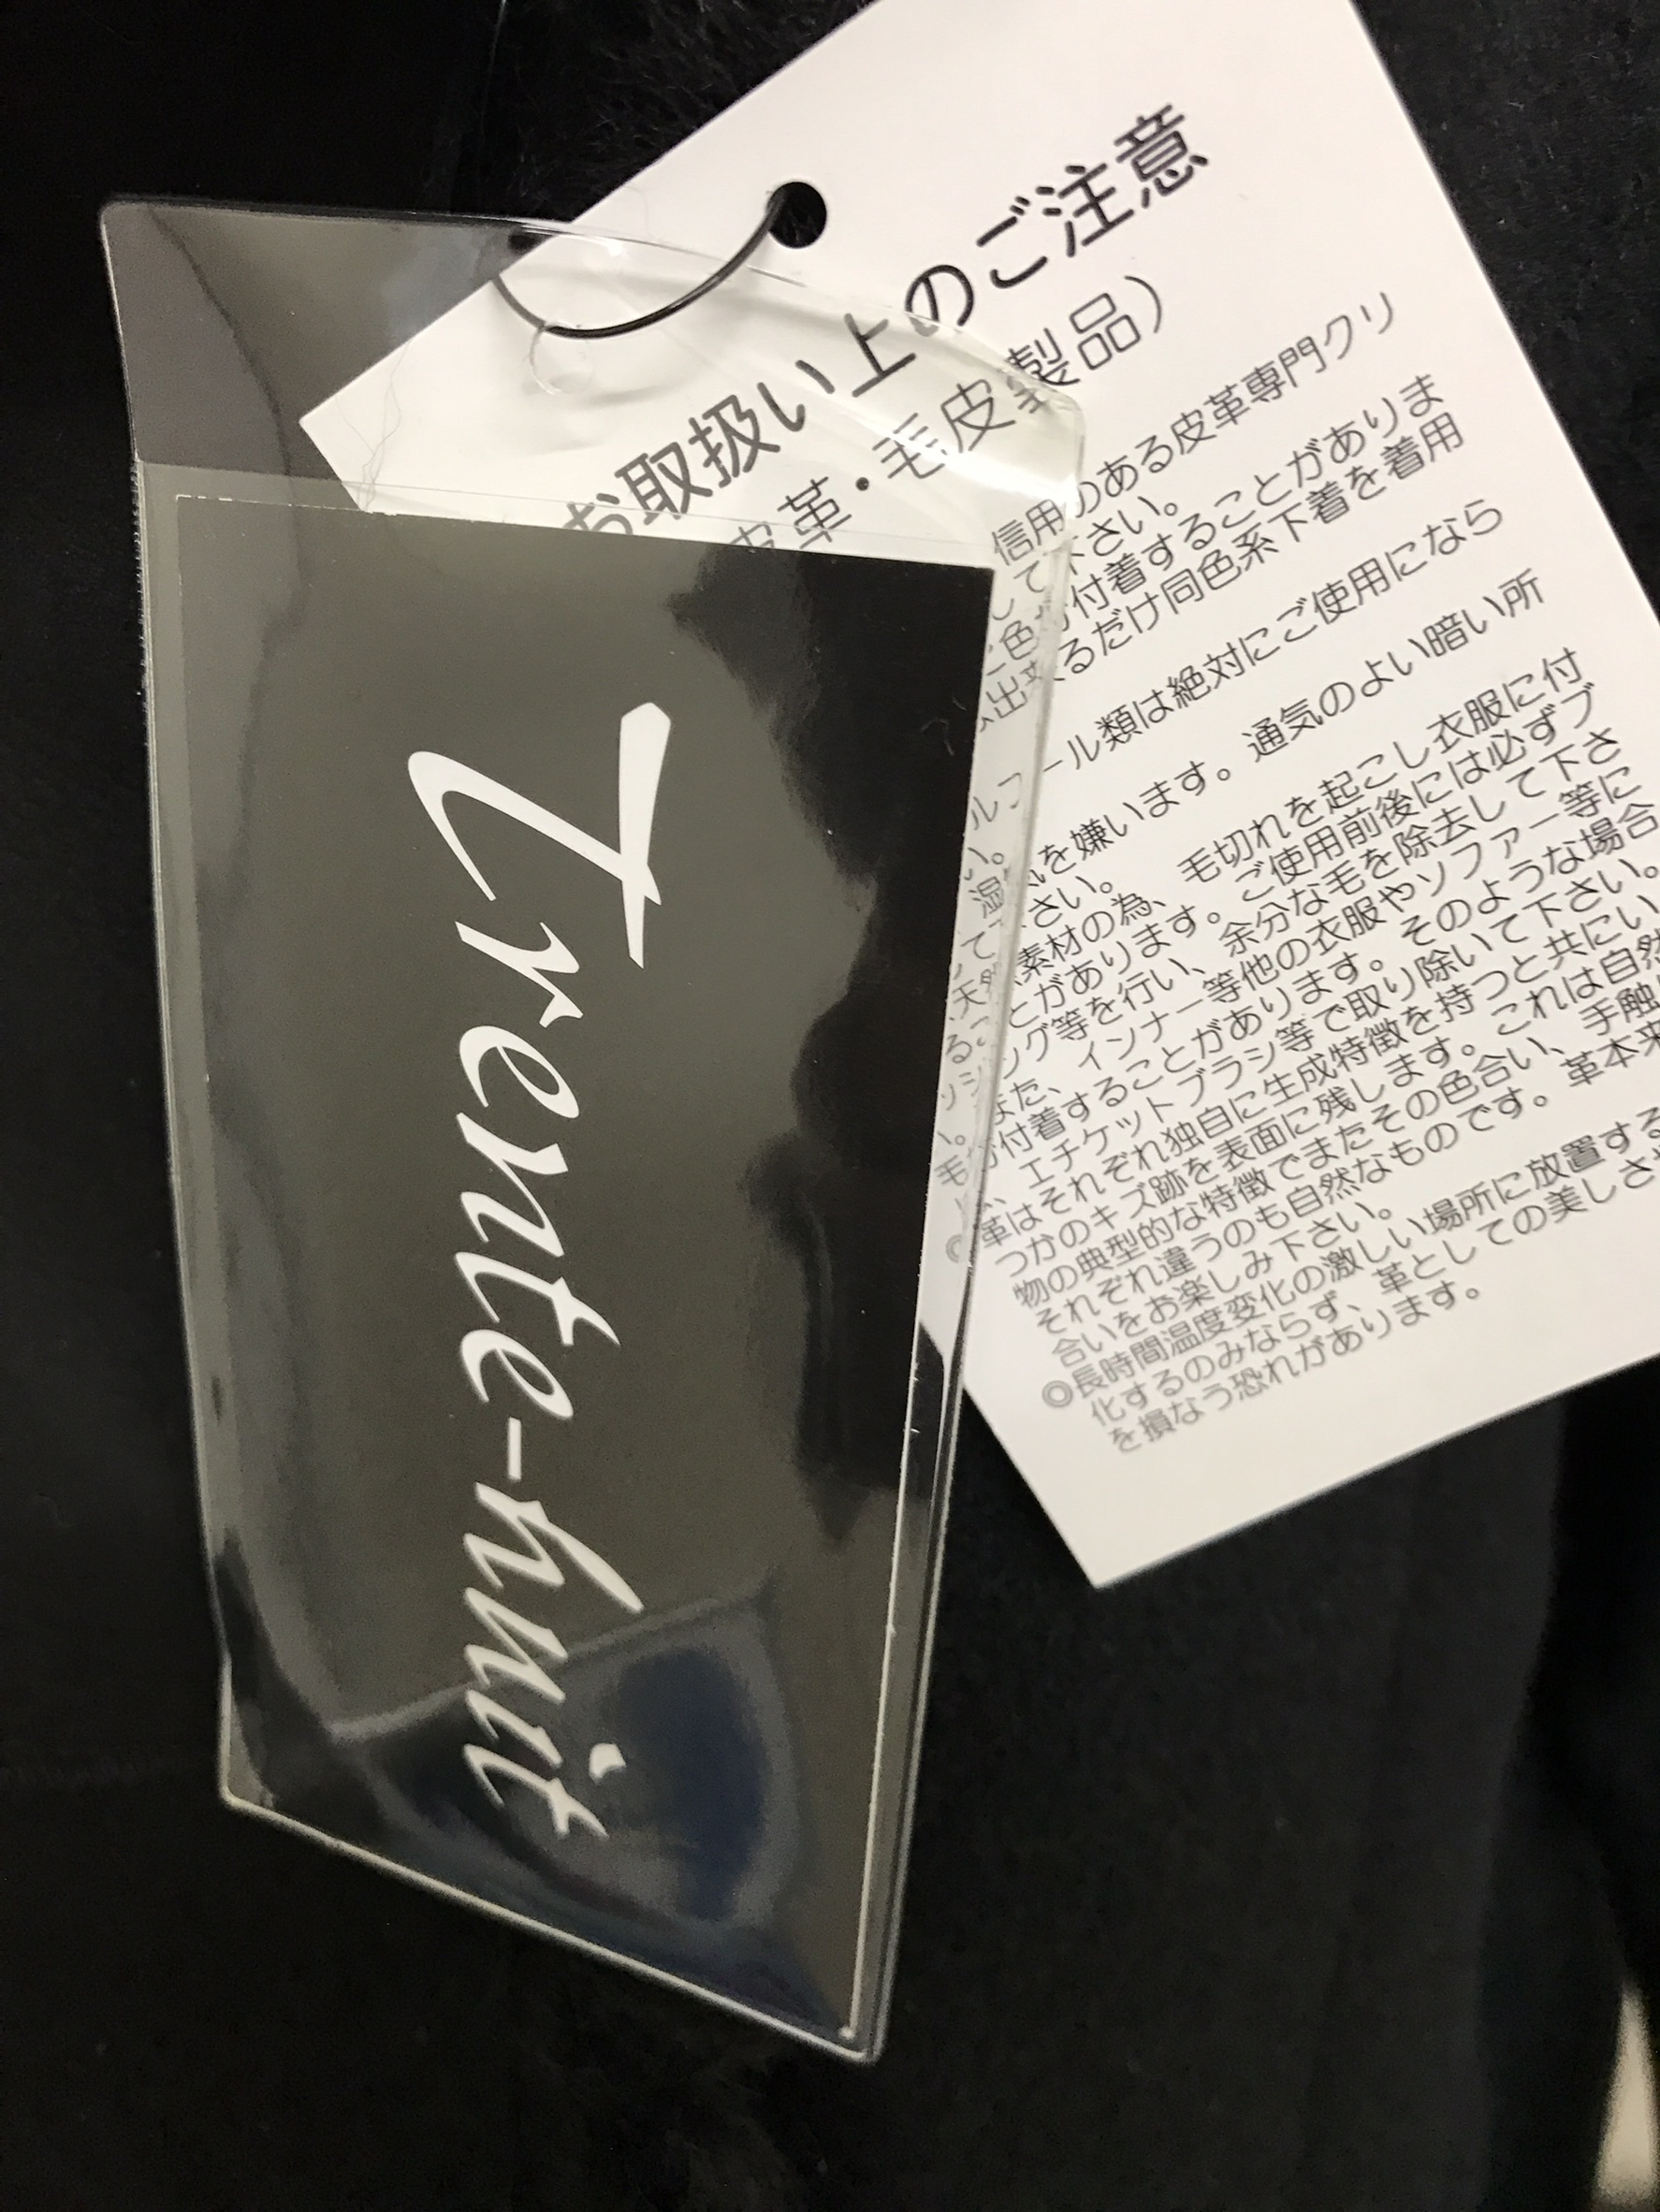 Trente-huit
お取扱い上のご注意
皮革・毛皮製品)
信用のある皮革専門クリ
して下さい。
色が付着することがありま
出来るだけ同色系下着を着用
ルコール類は絶対にご使用になら
い。
湿気を嫌います。通気のよい暗い所
して下さい。
天然素材の為、毛切れを起こし衣服に付
ることがあります。ご使用前後には必ずブ
ッシング等を行い、余分な毛を除去して下さ
い。また、インナー等他の衣服やソファー等に
毛が付着することがあります。そのような場合
は、エチケットブラシ等で取り除いて下さい。
◎革はそれぞれ独自に生成特徴を持つと共にい
つかのキズ跡を表面に残します。これは自然
物の典型的な特徴でまたその色合い、手触
それぞれ違うのも自然なものです。革本来
合いをお楽しみ下さい。
◎長時間温度変化の激しい場所に放置する
化するのみならず、革としての美しさ
を損なう恐れがあります。